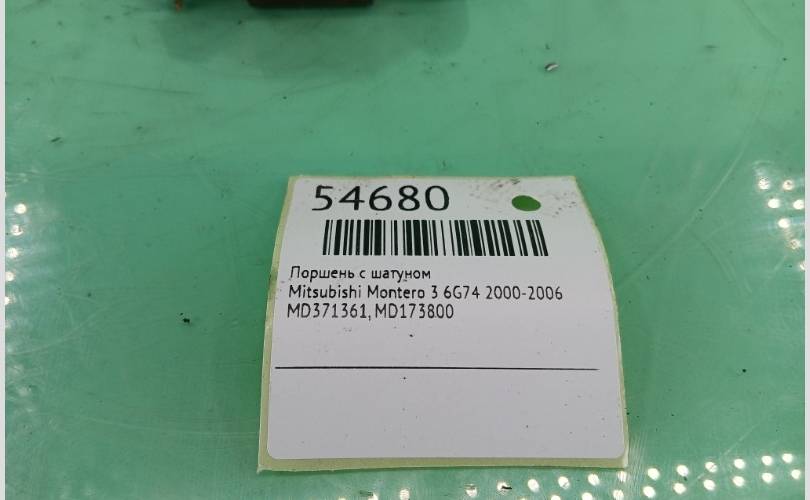 54680
Поршень с шатуном
Mitsubishi Montero 3 6G74 2000-2006
MD371361, MD173800